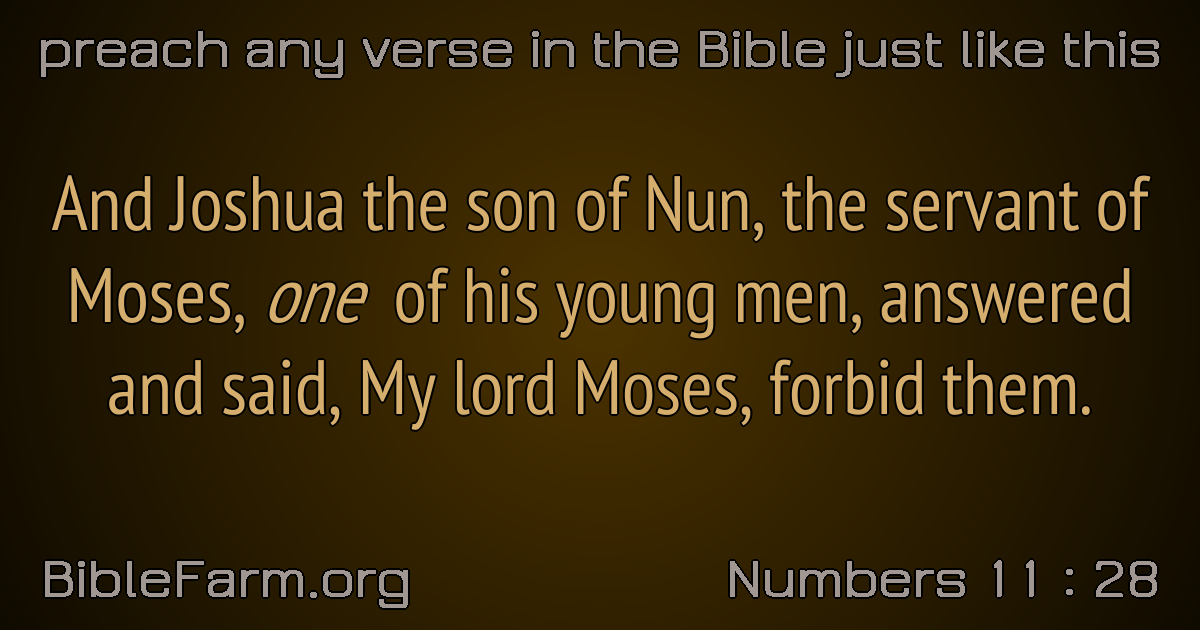 preach any verse in the Bible just like this
And Joshua the son of Nun, the servant of
Moses, one of his young men, answered
and said, My lord Moses, forbid them.
BibleFarm.org
Numbers 11 : 28